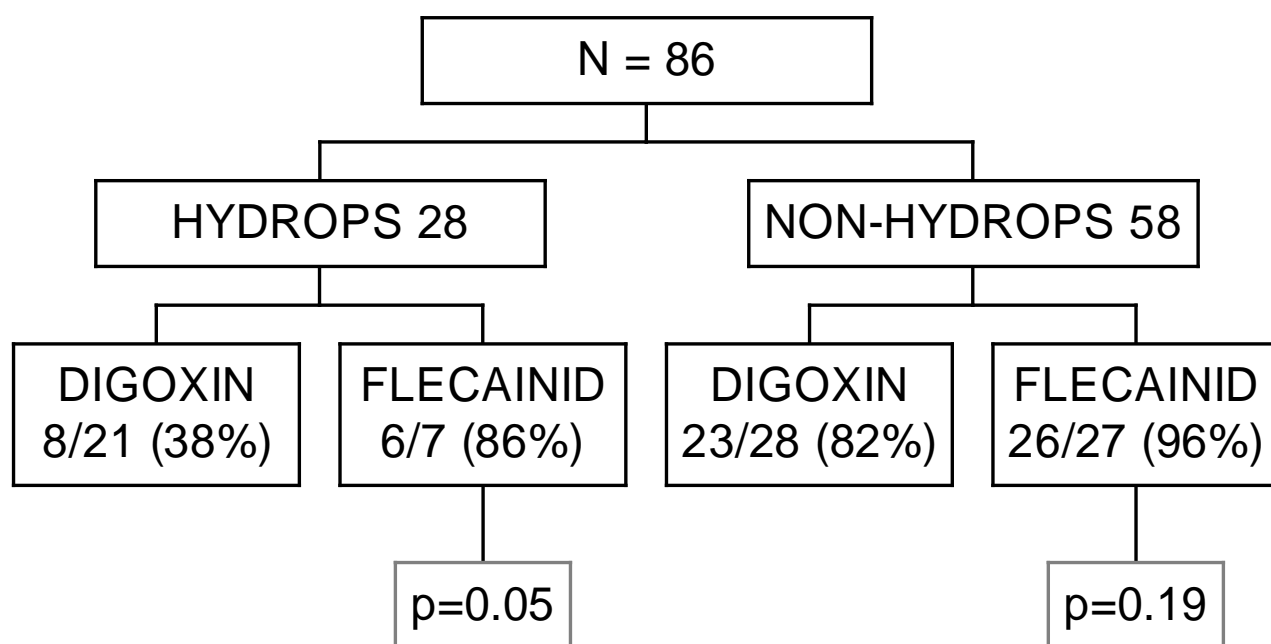 N = 86
HYDROPS 28
NON-HYDROPS 58
DIGOXIN
8/21 (38%)
FLECAINID
6/7 (86%)
DIGOXIN
23/28 (82%)
FLECAINID
26/27 (96%)
p=0.05
p=0.19